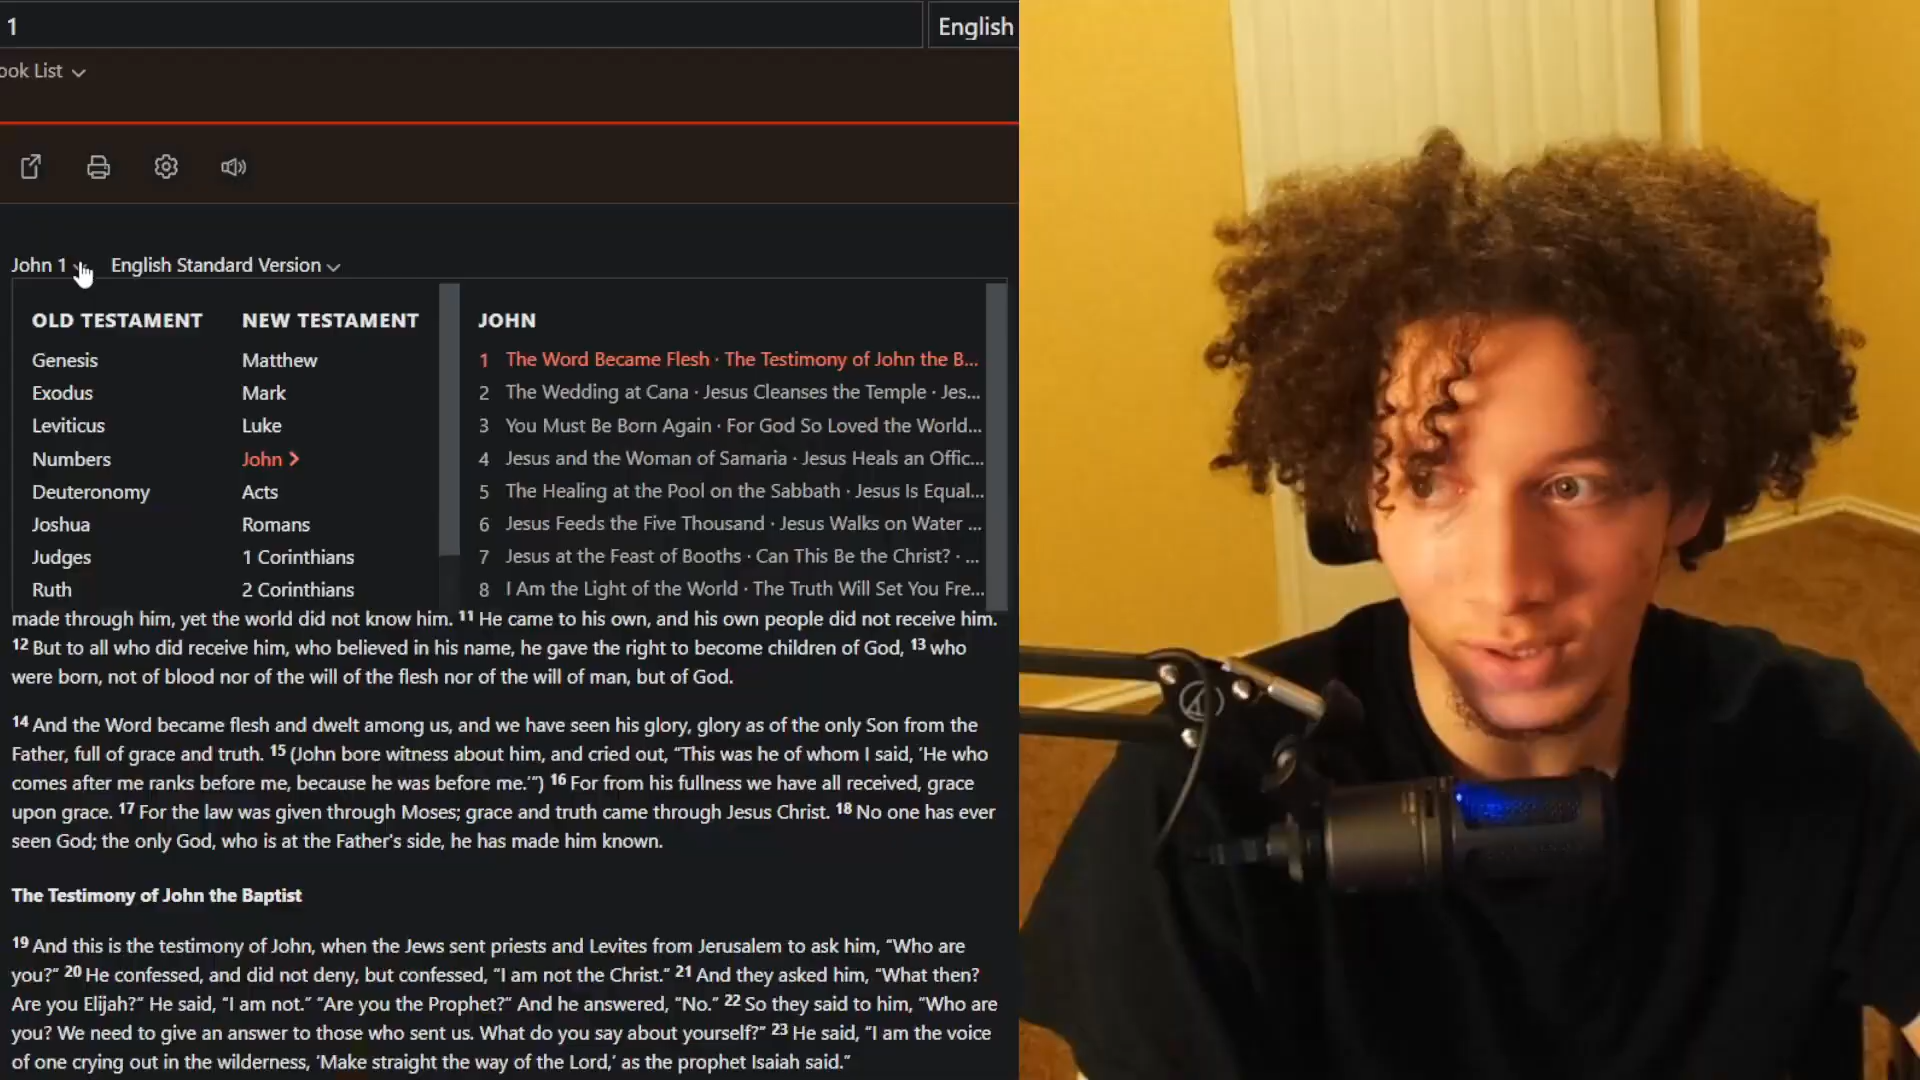 1
English
ook List
John 1
English Standard Version
OLD TESTAMENT
Genesis
Exodus
Leviticus
Numbers
Deuteronomy
Joshua
Judges
Ruth
NEW TESTAMENT
Matthew
Mark
Luke
John >
Acts
Romans
1 Corinthians
2 Corinthians
JOHN
1 The Word Became Flesh · The Testimony of John the B...
2 The Wedding at Cana · Jesus Cleanses the Temple · Jes...
3 You Must Be Born Again · For God So Loved the World...
4 Jesus and the Woman of Samaria · Jesus Heals an Offic...
5 The Healing at the Pool on the Sabbath · Jesus Is Equal...
6 Jesus Feeds the Five Thousand · Jesus Walks on Water ...
7 Jesus at the Feast of Booths · Can This Be the Christ? · ...
8 I Am the Light of the World · The Truth Will Set You Fre...
made through him, yet the world did not know him. 11 He came to his own, and his own people did not receive him.
12 But to all who did receive him, who believed in his name, he gave the right to become children of God, 13 who
were born, not of blood nor of the will of the flesh nor of the will of man, but of God.
14 And the Word became flesh and dwelt among us, and we have seen his glory, glory as of the only Son from the
Father, full of grace and truth. 15 (John bore witness about him, and cried out, “This was he of whom I said, ‘He who
comes after me ranks before me, because he was before me.’”) 16 For from his fullness we have all received, grace
upon grace. 17 For the law was given through Moses; grace and truth came through Jesus Christ. 18 No one has ever
seen God; the only God, who is at the Father's side, he has made him known.
The Testimony of John the Baptist
19 And this is the testimony of John, when the Jews sent priests and Levites from Jerusalem to ask him, “Who are
you?” 20 He confessed, and did not deny, but confessed, “I am not the Christ.” 21 And they asked him, “What then?
Are you Elijah?” He said, “I am not.” “Are you the Prophet?” And he answered, “No.” 22 So they said to him, “Who are
you? We need to give an answer to those who sent us. What do you say about yourself?” 23 He said, “I am the voice
of one crying out in the wilderness, ‘Make straight the way of the Lord,’ as the prophet Isaiah said.”